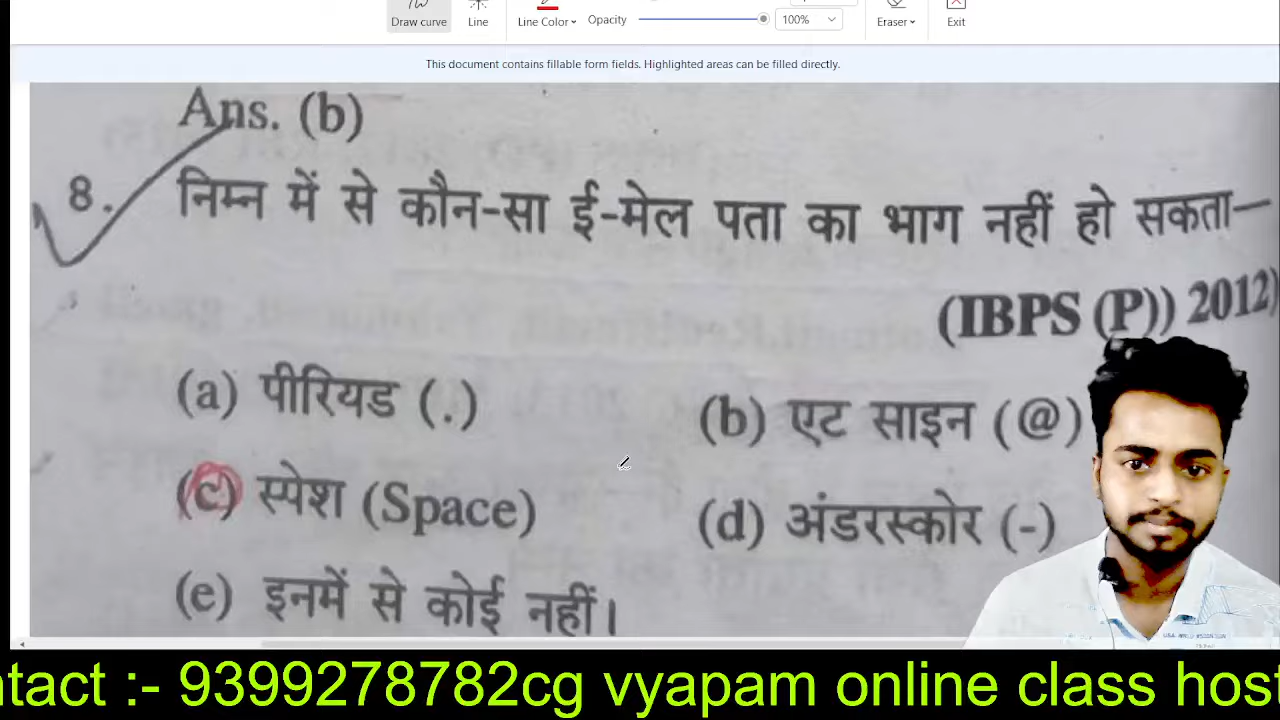 Draw curve Line Line Color Opacity 100% Eraser Exit
This document contains fillable form fields. Highlighted areas can be filled directly.
Ans. (b)
8. निम्न में से कौन-सा ई-मेल पता का भाग नहीं हो सकता—
(IBPS (P)) 2012)
(a) पीरियड (.) (b) एट साइन (@)
(c) स्पेश (Space) (d) अंडरस्कोर (-)
(e) इनमें से कोई नहीं।
ntact :- 9399278782cg vyapam online class host